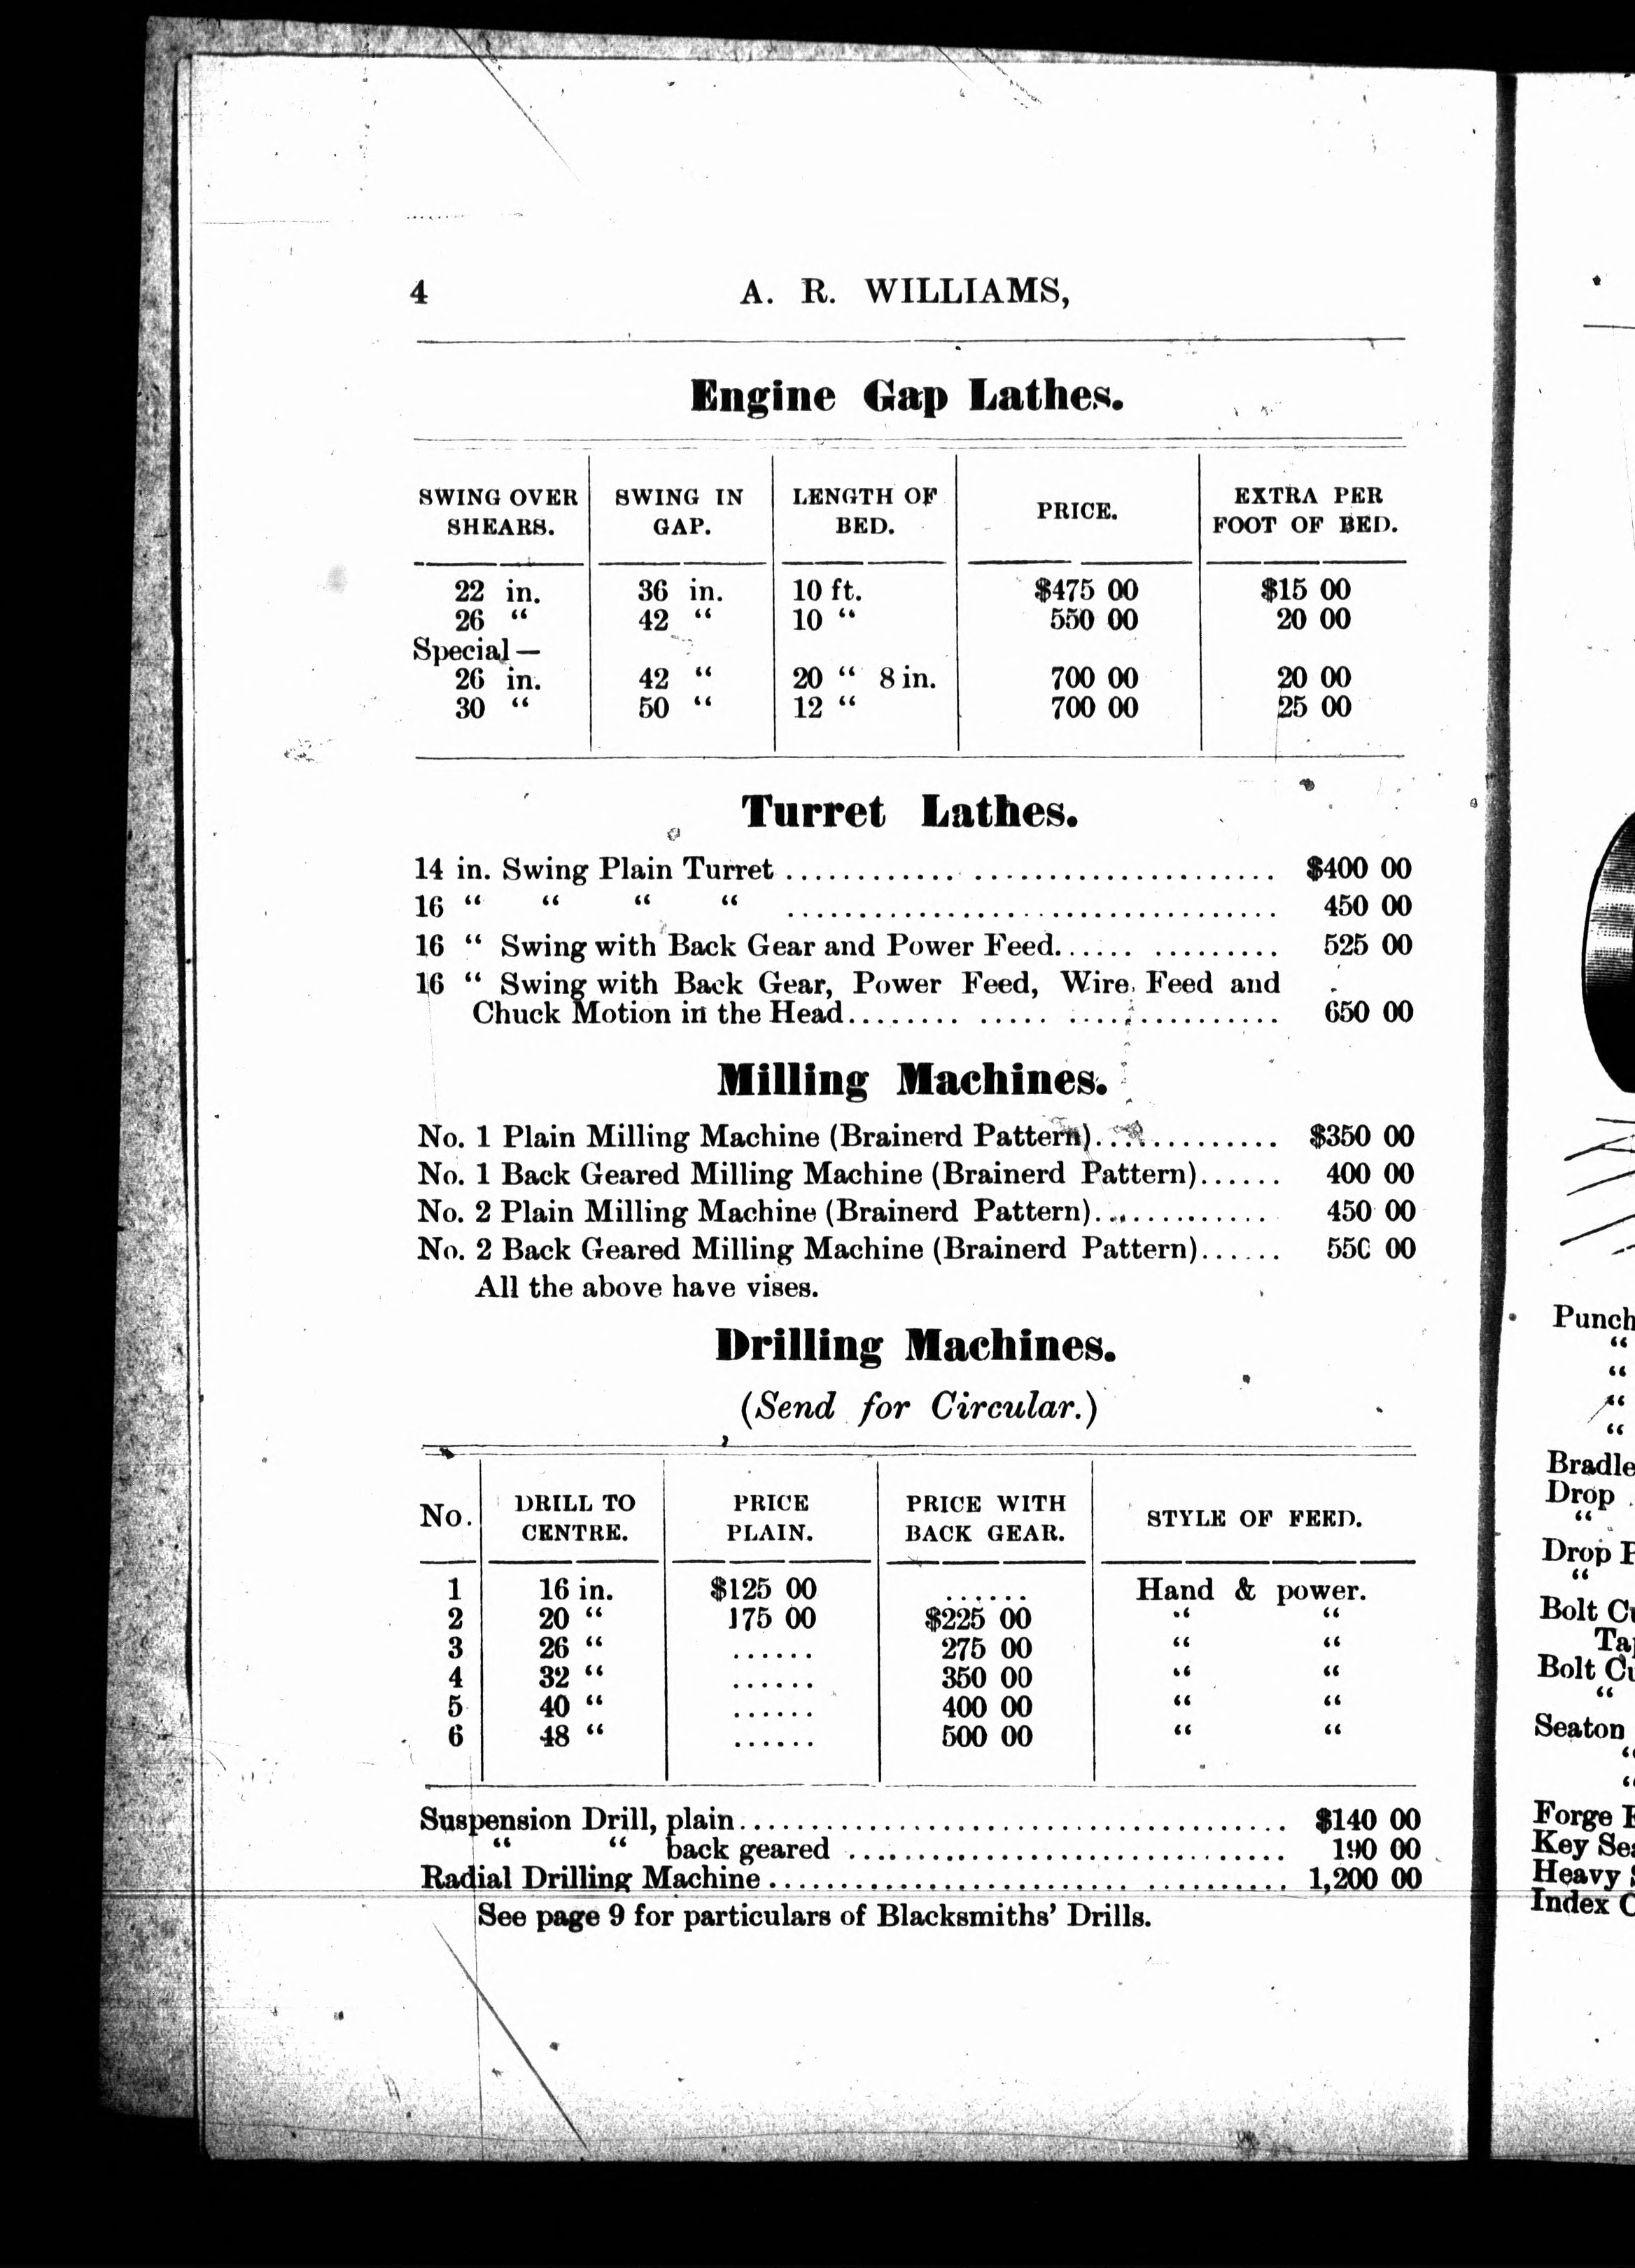 4 A. R. WILLIAMS,
Engine Gap Lathes.
SWING OVER SHEARS. SWING IN GAP. LENGTH OF BED. PRICE. EXTRA PER FOOT OF BED.
22 in. 36 in. 10 ft. $475 00 $15 00
26 “ 42 “ 10 “ 550 00 20 00
Special—
26 in. 42 “ 20 “ 8 in. 700 00 20 00
30 “ 50 “ 12 “ 700 00 25 00
Turret Lathes.
14 in. Swing Plain Turret .................................... $400 00
16 “ “ “ “ .................................... 450 00
16 “ Swing with Back Gear and Power Feed................ 525 00
16 “ Swing with Back Gear, Power Feed, Wire Feed and
Chuck Motion in the Head............................. 650 00
Milling Machines.
No. 1 Plain Milling Machine (Brainerd Pattern)............. $350 00
No. 1 Back Geared Milling Machine (Brainerd Pattern)...... 400 00
No. 2 Plain Milling Machine (Brainerd Pattern)............. 450 00
No. 2 Back Geared Milling Machine (Brainerd Pattern)...... 550 00
All the above have vises.
Drilling Machines.
(Send for Circular.)
No. DRILL TO CENTRE. PRICE PLAIN. PRICE WITH BACK GEAR. STYLE OF FEED.
1 16 in. $125 00 ...... Hand & power.
2 20 “ 175 00 $225 00 “ “
3 26 “ ...... 275 00 “ “
4 32 “ ...... 350 00 “ “
5 40 “ ...... 400 00 “ “
6 48 “ ...... 500 00 “ “
Suspension Drill, plain...................................... $140 00
“ “ back geared ............................... 190 00
Radial Drilling Machine ................................... 1,200 00
See page 9 for particulars of Blacksmiths’ Drills.
Punch
“
“
“
“
Bradle
Drop
“
Drop
“
Bolt
Bolt
“
Seaton
“
“
Forge
Key
Heavy
Index